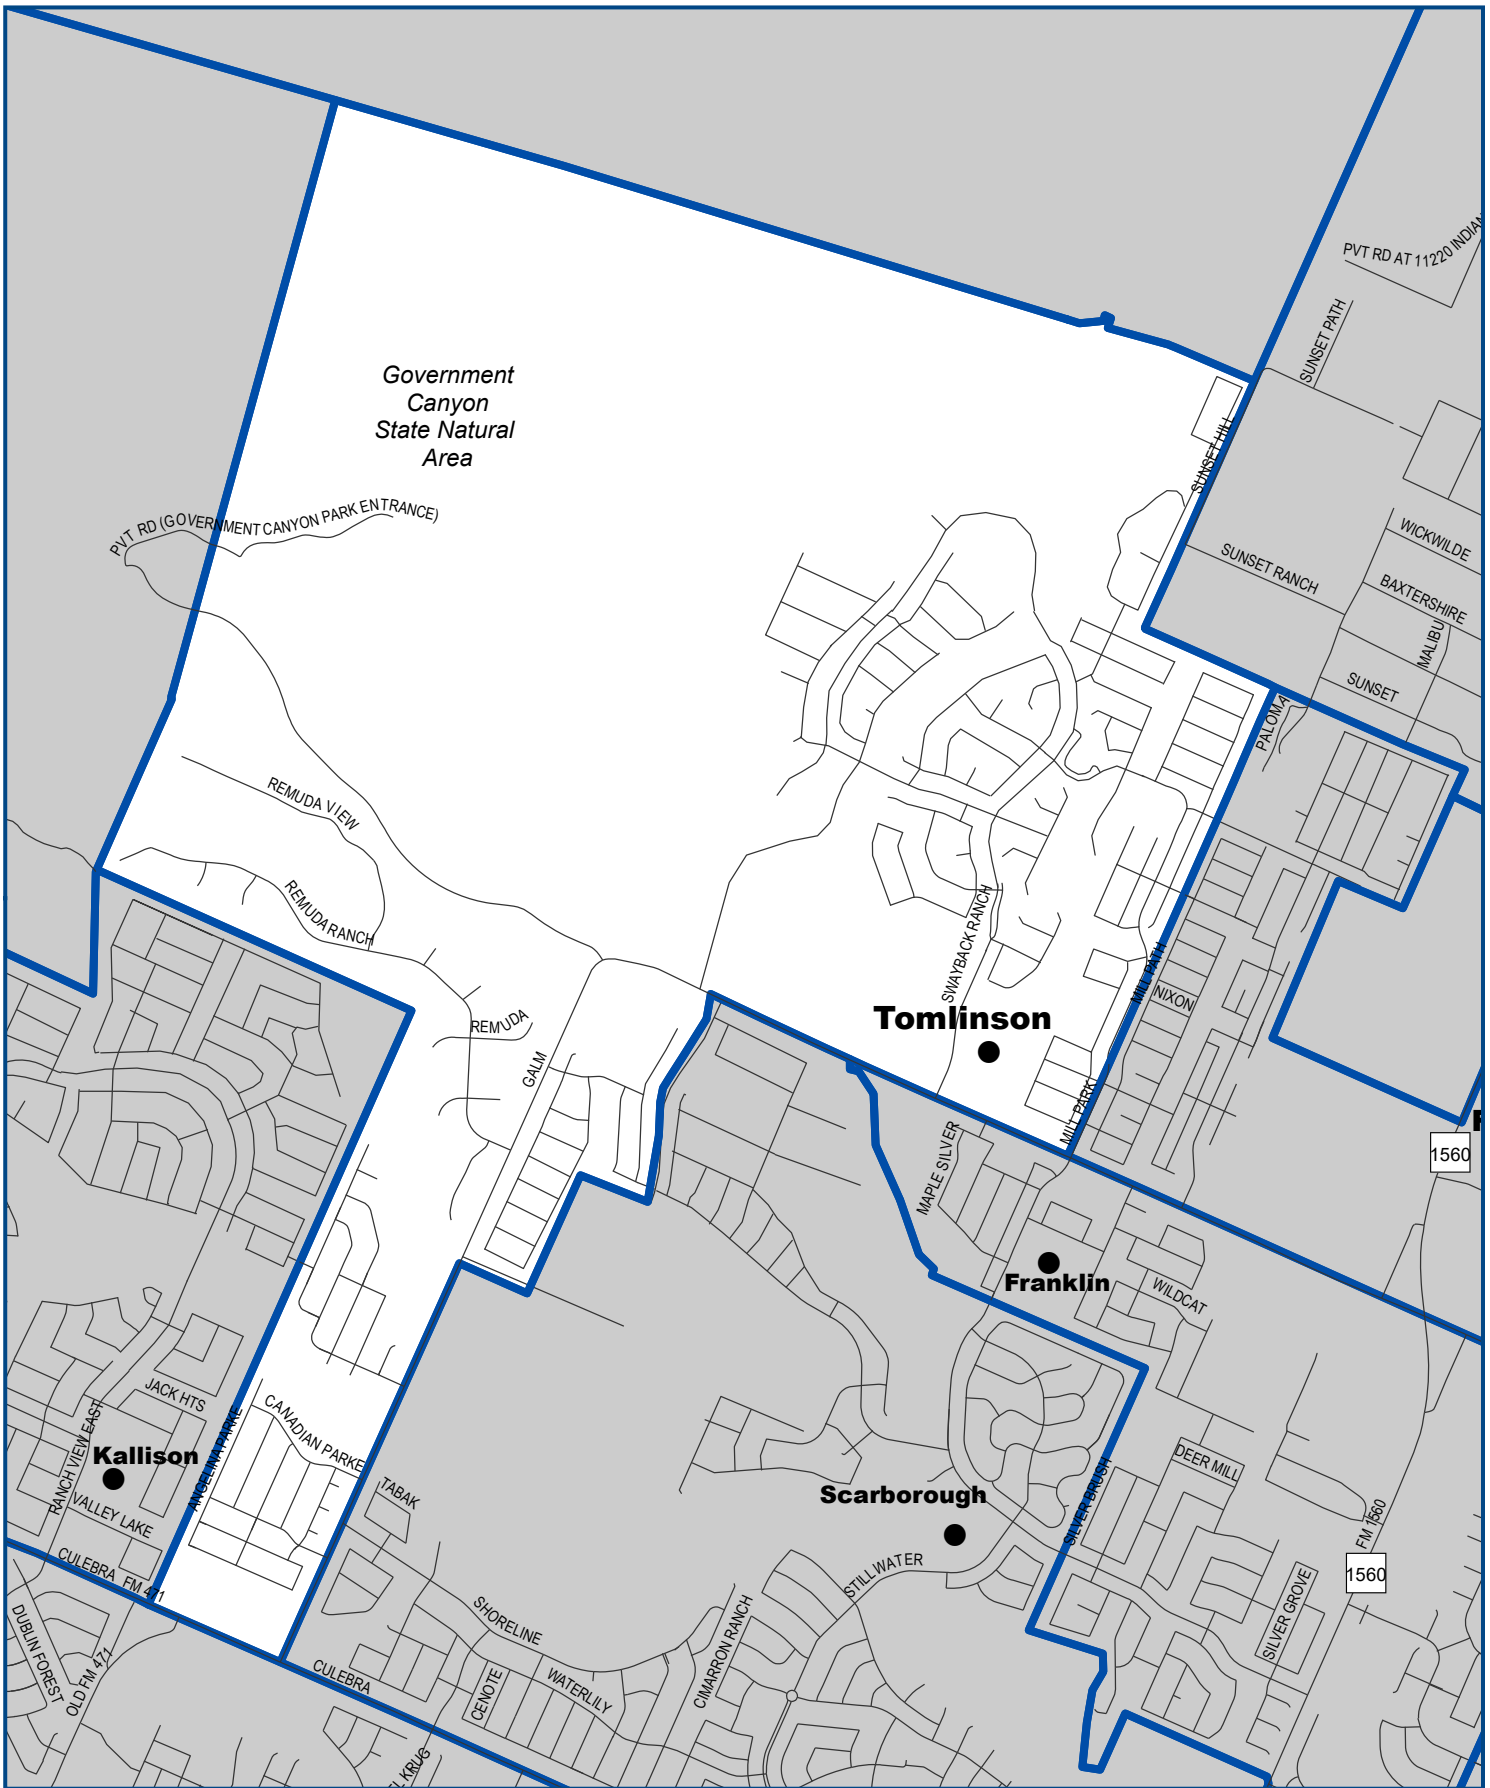 PVT RD AT 11220 INDIAN
SUNSET PATH
Government
Canyon
State Natural
Area
SUNSET HILL
PVT RD (GOVERNMENT CANYON PARK ENTRANCE)
WICKWILDE
SUNSET RANCH
BAXTERSHIRE
MALIBU
SUNSET
PALOMA
REMUDA VIEW
REMUDA RANCH
SWAYBACK RANCH
MILL PATH
NIXON
Tomlinson
REMUDA
GALM
MILL PARK
MAPLE SILVER
1560
Franklin
WILDCAT
JACK HTS
CANADIAN PARKE
RANCH VIEW EAST
ANGELINA PARKE
Kallison
VALLEY LAKE
TABAK
DEER MILL
Scarborough
SILVER BRUSH
FM 1560
1560
CULEBRA FM 471
STILLWATER
DUBLIN FOREST
OLD FM 471
SHORELINE
SILVER GROVE
CULEBRA
CENOTE
WATERLILY
CIMARRON RANCH
KRUG